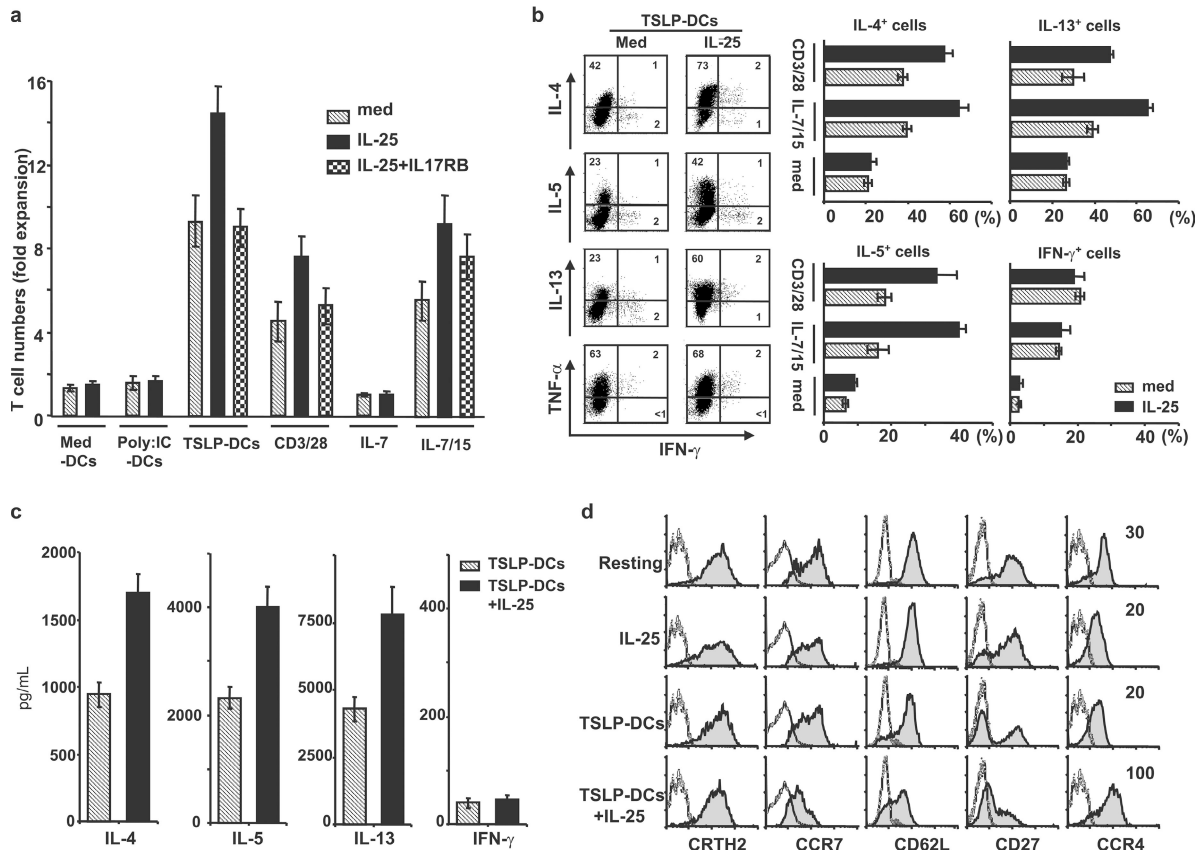 a
T cell numbers (fold expansion)
16
12
8
4
0
med
IL-25
IL-25+IL17RB
Med
-DCs
Poly:IC
-DCs
TSLP-DCs
CD3/28
IL-7
IL-7/15
b
TSLP-DCs
Med
IL-25
IL-4
42
1
2
73
2
1
IL-5
23
1
2
42
1
2
IL-13
23
1
2
60
2
1
TNF-α
63
2
<1
68
2
<1
IFN-γ
IL-4⁺ cells
CD3/28
IL-7/15
med
0
20
40
60
(%)
IL-13⁺ cells
0
20
40
60
(%)
IL-5⁺ cells
CD3/28
IL-7/15
med
0
20
40
(%)
IFN-γ⁺ cells
0
20
40
(%)
med
IL-25
c
pg/mL
2000
1500
1000
500
0
IL-4
4000
2000
0
IL-5
7500
5000
2500
0
IL-13
400
200
0
IFN-γ
TSLP-DCs
TSLP-DCs
+IL-25
d
Resting
30
IL-25
20
TSLP-DCs
20
TSLP-DCs
+IL-25
100
CRTH2
CCR7
CD62L
CD27
CCR4